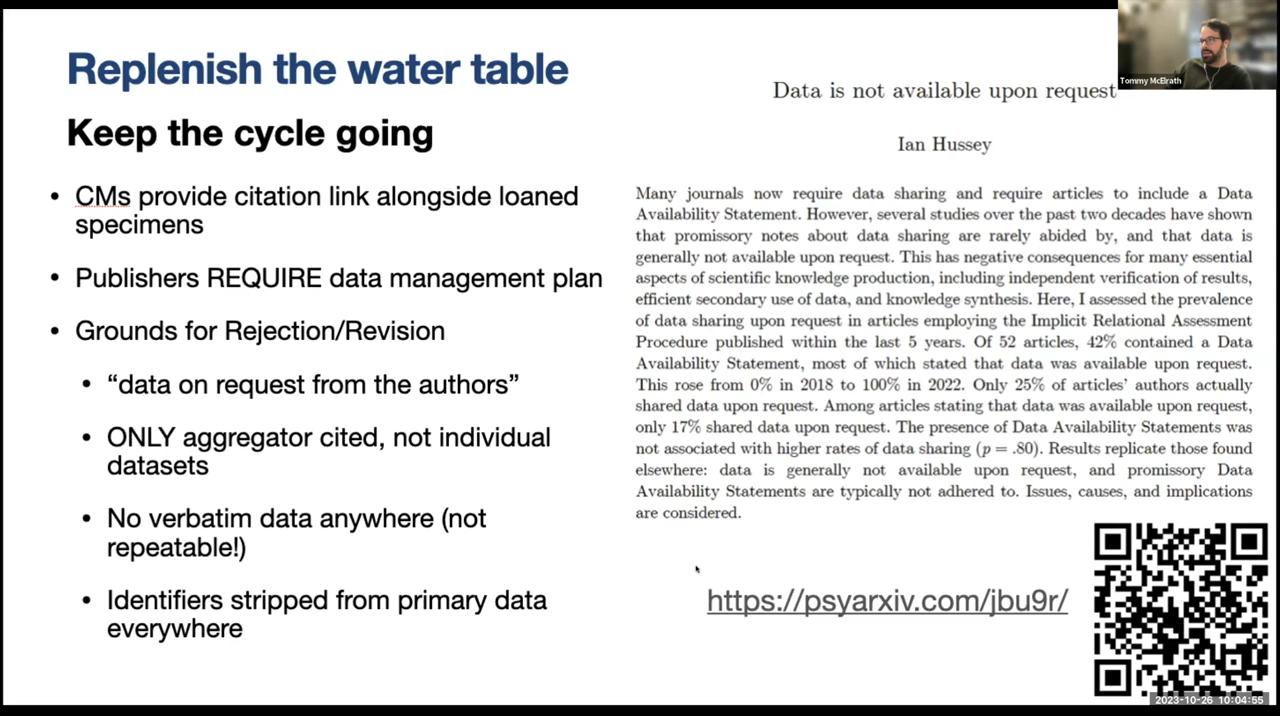 Replenish the water table
Keep the cycle going
• CMs provide citation link alongside loaned
specimens
• Publishers REQUIRE data management plan
• Grounds for Rejection/Revision
• “data on request from the authors”
• ONLY aggregator cited, not individual
datasets
• No verbatim data anywhere (not
repeatable!)
• Identifiers stripped from primary data
everywhere
Data is not available upon request
Ian Hussey
Many journals now require data sharing and require articles to include a Data
Availability Statement. However, several studies over the past two decades have shown
that promissory notes about data sharing are rarely abided by, and that data is
generally not available upon request. This has negative consequences for many essential
aspects of scientific knowledge production, including independent verification of results,
efficient secondary use of data, and knowledge synthesis. Here, I assessed the prevalence
of data sharing upon request in articles employing the Implicit Relational Assessment
Procedure published within the last 5 years. Of 52 articles, 42% contained a Data
Availability Statement, most of which stated that data was available upon request.
This rose from 0% in 2018 to 100% in 2022. Only 25% of articles’ authors actually
shared data upon request. Among articles stating that data was available upon request,
only 17% shared data upon request. The presence of Data Availability Statements was
not associated with higher rates of data sharing (p = .80). Results replicate those found
elsewhere: data is generally not available upon request, and promissory Data
Availability Statements are typically not adhered to. Issues, causes, and implications
are considered.
https://psyarxiv.com/jbu9r/
Tommy McElrath
2023-10-26 10:04:55